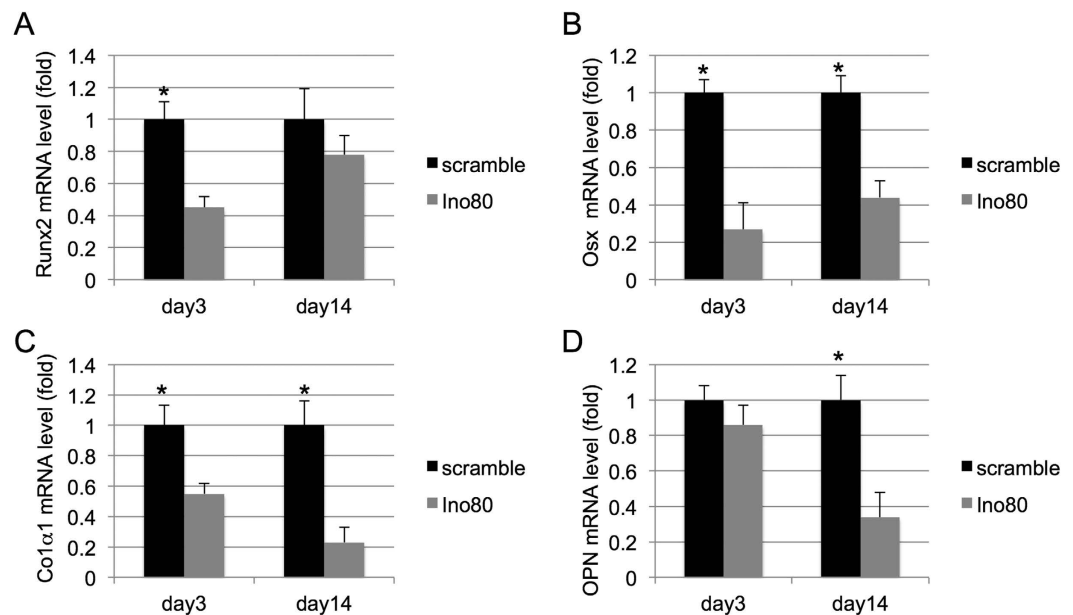 A
Runx2 mRNA level (fold)
1.4
1.2
1
0.8
0.6
0.4
0.2
0
*
day3
day14
scramble
Ino80
B
Osx mRNA level (fold)
1.2
1
0.8
0.6
0.4
0.2
0
*
*
day3
day14
scramble
Ino80
C
Co1α1 mRNA level (fold)
1.4
1.2
1
0.8
0.6
0.4
0.2
0
*
*
day3
day14
scramble
Ino80
D
OPN mRNA level (fold)
1.2
1
0.8
0.6
0.4
0.2
0
*
day3
day14
scramble
Ino80